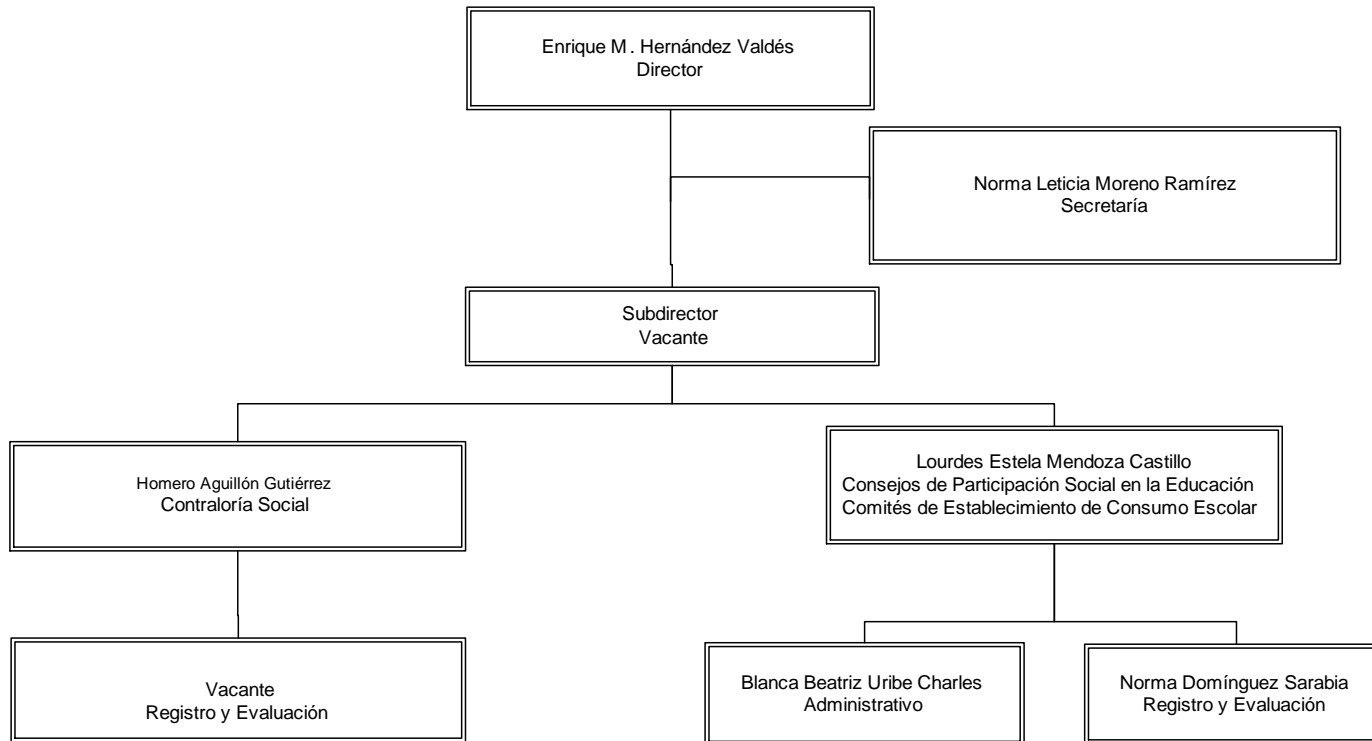 Enrique M. Hernández Valdés
Director
Norma Leticia Moreno Ramírez
Secretaría
Subdirector
Vacante
Homero Aguillón Gutiérrez
Contraloría Social
Lourdes Estela Mendoza Castillo
Consejos de Participación Social en la Educación
Comités de Establecimiento de Consumo Escolar
Vacante
Registro y Evaluación
Blanca Beatriz Uribe Charles
Administrativo
Norma Domínguez Sarabia
Registro y Evaluación